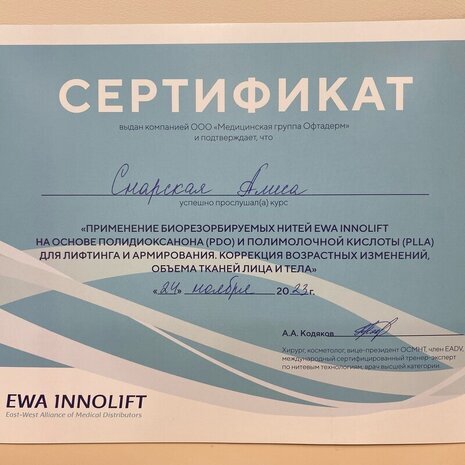 СЕРТИФИКАТ
выдан компанией ООО «Медицинская группа Офтадерм»
и подтверждает, что
Снарская Алиса
успешно прослушал(а) курс
«ПРИМЕНЕНИЕ БИОРЕЗОРБИРУЕМЫХ НИТЕЙ EWA INNOLIFT
НА ОСНОВЕ ПОЛИДИОКСАНОНА (PDO) И ПОЛИМОЛОЧНОЙ КИСЛОТЫ (PLLA)
ДЛЯ ЛИФТИНГА И АРМИРОВАНИЯ. КОРРЕКЦИЯ ВОЗРАСТНЫХ ИЗМЕНЕНИЙ,
ОБЪЕМА ТКАНЕЙ ЛИЦА И ТЕЛА»
«24» ноября 2023 г.
А.А. Кодяков
Хирург, косметолог, вице-президент ОСМНТ, член EADV,
международный сертифицированный тренер-эксперт
по нитевым технологиям, врач высшей категории
EWA INNOLIFT
East-West Alliance of Medical Distributors